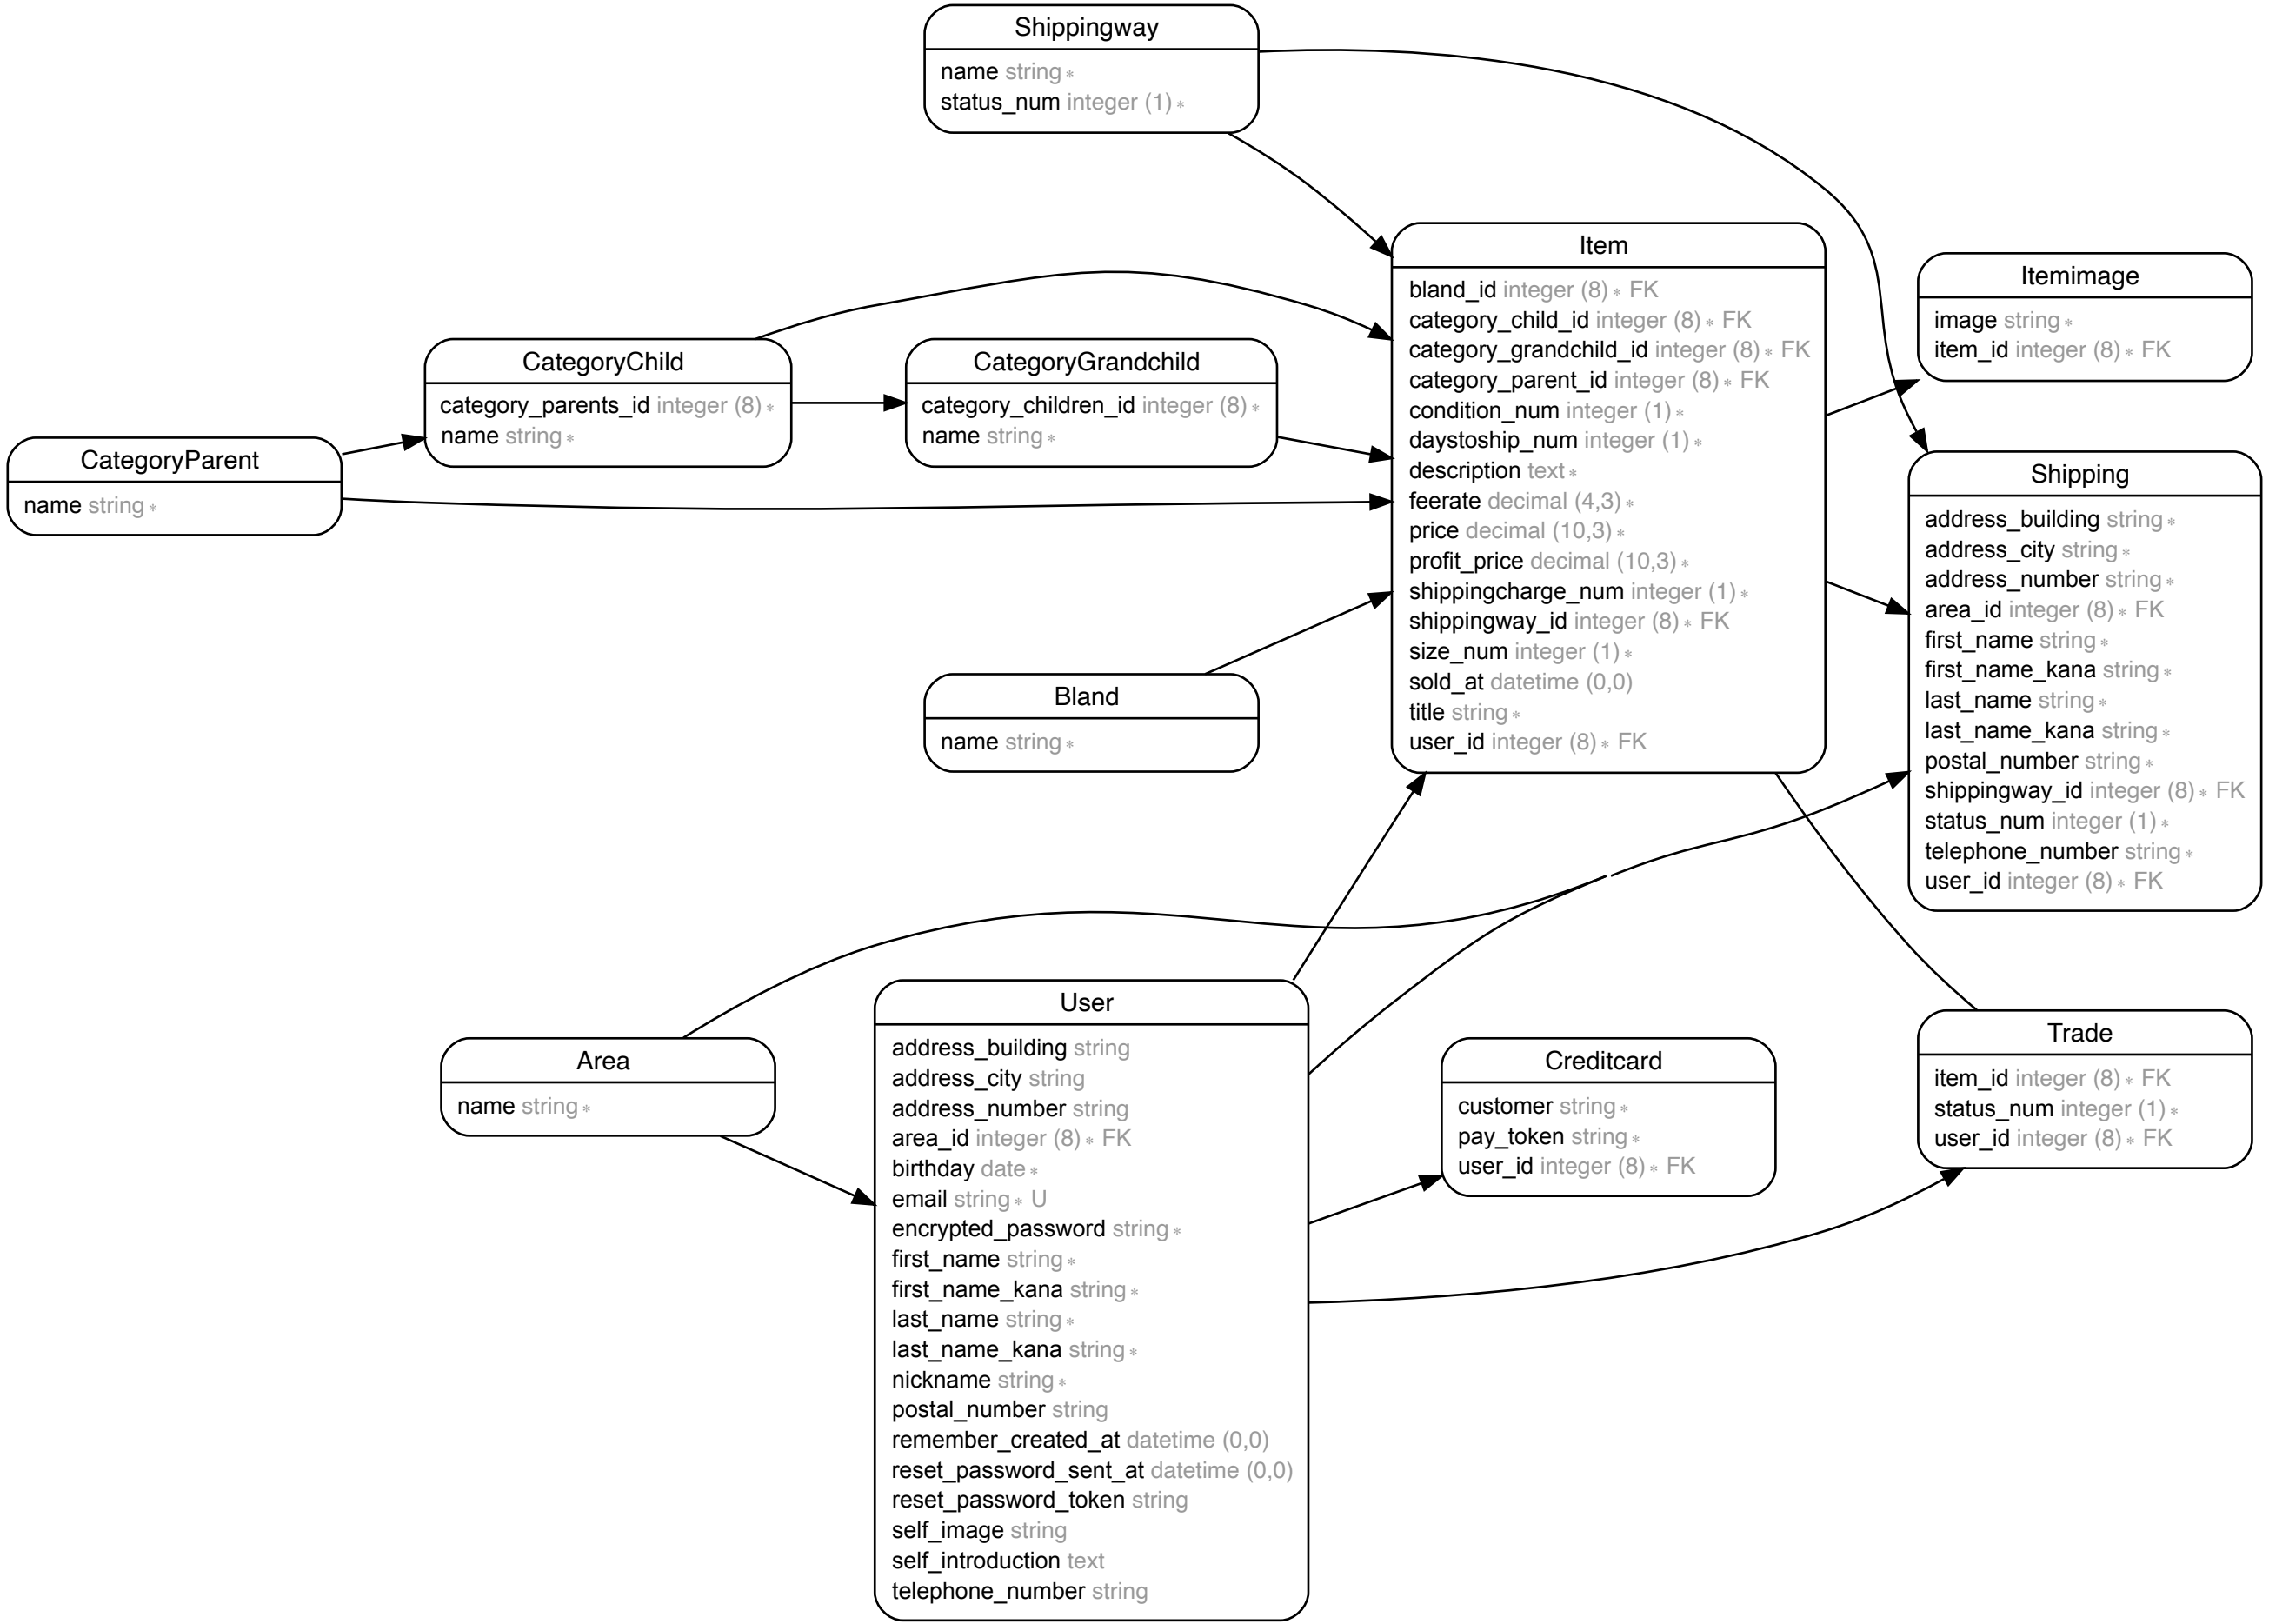 Shippingway
name string ∗
status_num integer (1) ∗
Item
bland_id integer (8) ∗ FK
category_child_id integer (8) ∗ FK
category_grandchild_id integer (8) ∗ FK
category_parent_id integer (8) ∗ FK
condition_num integer (1) ∗
daystoship_num integer (1) ∗
description text ∗
feerate decimal (4,3) ∗
price decimal (10,3) ∗
profit_price decimal (10,3) ∗
shippingcharge_num integer (1) ∗
shippingway_id integer (8) ∗ FK
size_num integer (1) ∗
sold_at datetime (0,0)
title string ∗
user_id integer (8) ∗ FK
Itemimage
image string ∗
item_id integer (8) ∗ FK
CategoryChild
category_parents_id integer (8) ∗
name string ∗
CategoryGrandchild
category_children_id integer (8) ∗
name string ∗
CategoryParent
name string ∗
Shipping
address_building string ∗
address_city string ∗
address_number string ∗
area_id integer (8) ∗ FK
first_name string ∗
first_name_kana string ∗
last_name string ∗
last_name_kana string ∗
postal_number string ∗
shippingway_id integer (8) ∗ FK
status_num integer (1) ∗
telephone_number string ∗
user_id integer (8) ∗ FK
Bland
name string ∗
User
address_building string
address_city string
address_number string
area_id integer (8) ∗ FK
birthday date ∗
email string ∗ U
encrypted_password string ∗
first_name string ∗
first_name_kana string ∗
last_name string ∗
last_name_kana string ∗
nickname string ∗
postal_number string
remember_created_at datetime (0,0)
reset_password_sent_at datetime (0,0)
reset_password_token string
self_image string
self_introduction text
telephone_number string
Area
name string ∗
Creditcard
customer string ∗
pay_token string ∗
user_id integer (8) ∗ FK
Trade
item_id integer (8) ∗ FK
status_num integer (1) ∗
user_id integer (8) ∗ FK